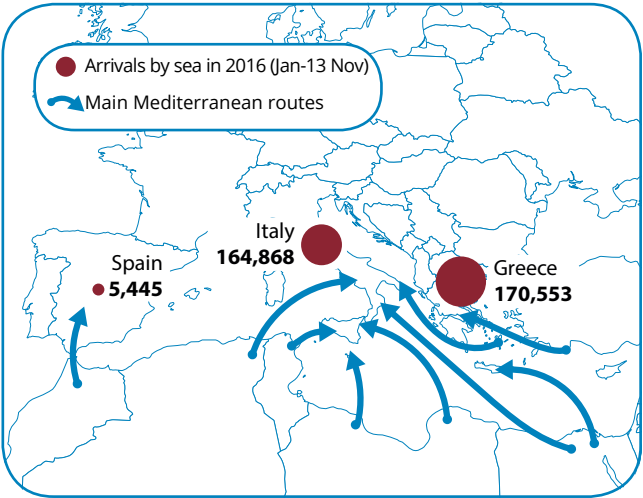 Arrivals by sea in 2016 (Jan-13 Nov)
Main Mediterranean routes
Italy
164,868
Spain
5,445
Greece
170,553